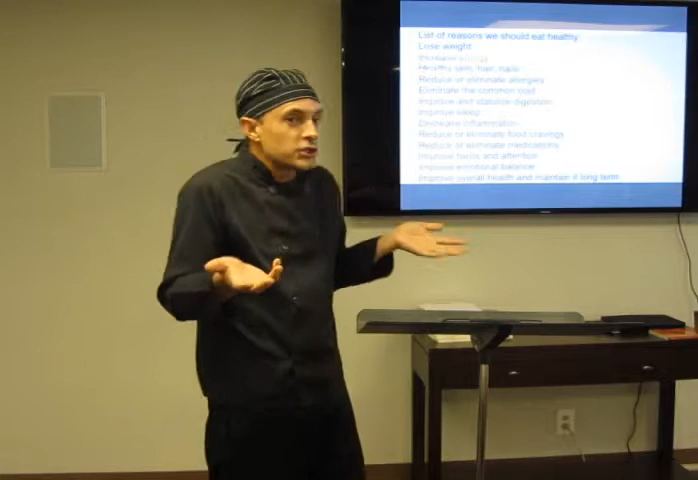 List of reasons we should eat healthy
Lose weight
Increase energy
Healthy skin, hair, nails
Reduce or eliminate allergies
Eliminate the common cold
Improve and stabilize digestion
Improve sleep
Decrease inflammation
Reduce or eliminate food cravings
Reduce or eliminate medications
Improve focus and attention
Improve emotional balance
Improve overall health and maintain it long term